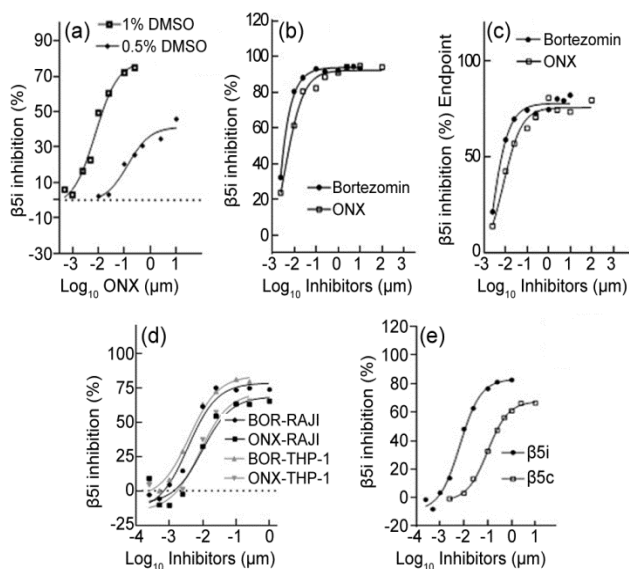 (a)
1% DMSO
0.5% DMSO
β5i inhibition (%)
90
70
50
30
10
-10
-30
-3 -2 -1 0 1 2
Log₁₀ ONX (μm)
(b)
β5i inhibition (%)
120
100
80
60
40
20
0
Bortezomin
ONX
-3 -2 -1 0 1 2 3
Log₁₀ Inhibitors (μm)
(c)
Bortezomin
ONX
β5i inhibition (%) Endpoint
100
50
0
-3 -2 -1 0 1 2 3
Log₁₀ Inhibitors (μm)
(d)
β5i inhibition (%)
100
75
50
25
0
-25
BOR-RAJI
ONX-RAJI
BOR-THP-1
ONX-THP-1
-4 -3 -2 -1 0
Log₁₀ Inhibitors (μm)
(e)
β5i inhibition (%)
100
80
60
40
20
0
β5i
β5c
-4 -3 -2 -1 0 1 2
Log₁₀ Inhibitors (μm)